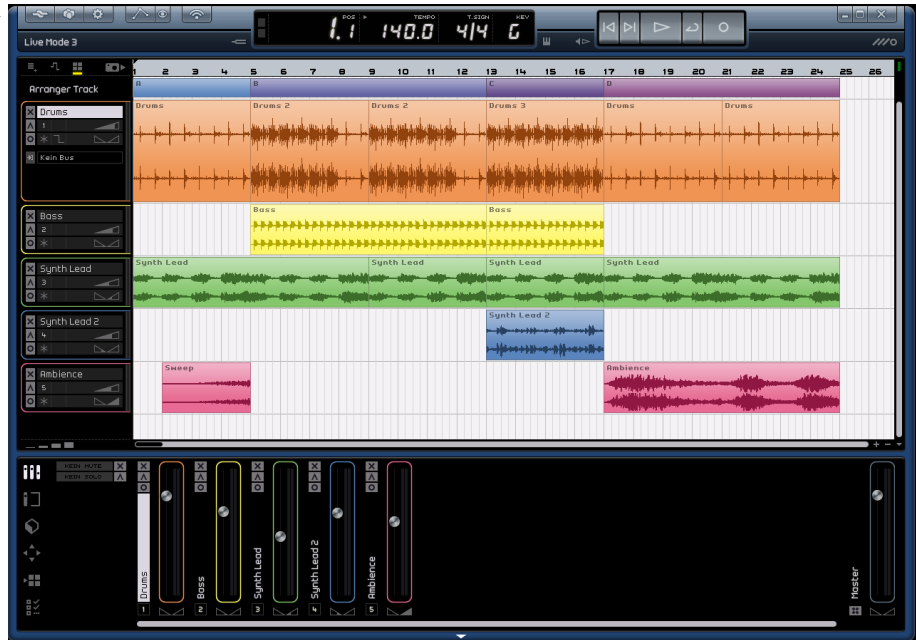 POS TEMPO T.SIGN KEY
1. 1 140.0 4|4 G
Live Mode 3
1 2 3 4 5 6 7 8 9 10 11 12 13 14 15 16 17 18 19 20 21 22 23 24 25 26
Arranger Track
A B C D
Drums
1
Kein Bus
Drums Drums 2 Drums 2 Drums 3 Drums Drums
Bass
2
Bass Bass
Synth Lead
3
Synth Lead Synth Lead Synth Lead Synth Lead
Synth Lead 2
4
Synth Lead 2
Ambience
5
Sweep Ambience
KEIN MUTE
KEIN SOLO
Drums Bass Synth Lead Synth Lead 2 Ambience Master
1 2 3 4 5